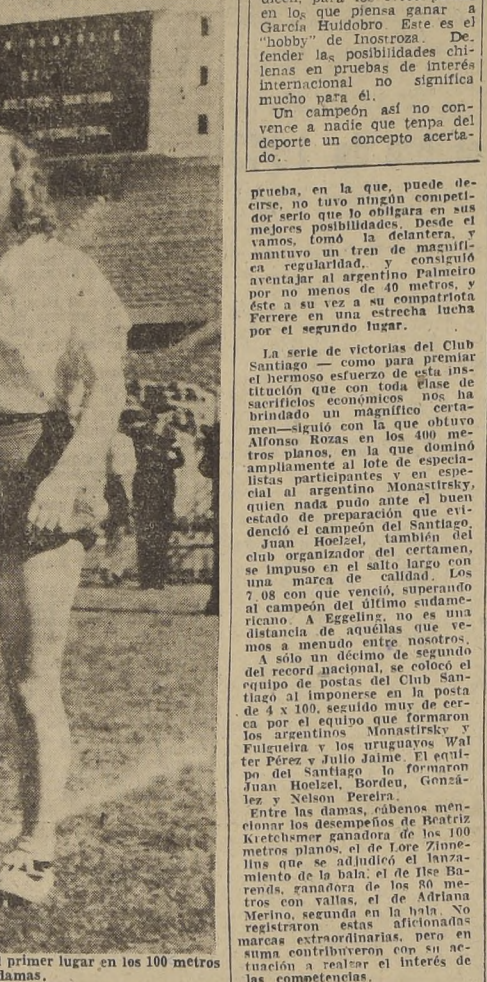 en los que piensa ganar a
García Huidobro. Este es el
"hobby" de Inostroza. De.
fender las posibilidades chi-
lenas en pruebas de interés
internacional no significa
mucho para él.
Un campeón así no con-
vence a nadie que tenpa del
deporte un concepto acerta-
do..
prueba, en la que, puede de-
cirse, no tuvo ningún competi-
dor serio que lo obligara en sus
mejores posibilidades. Desde el
vamos, tomó la delantera, y
mantuvo un tren de magnífi-
ca regularidad, y consiguió
aventajar al argentino Palmeiro
por no menos de 40 metros, y
éste a su vez a su compatriota
Ferrere en una estrecha lucha
por el segundo lugar.
La serie de victorias del Club
Santiago — como para premiar
el hermoso esfuerzo de esta ins-
titución que con toda clase de
sacrificios económicos nos ha
brindado un magnífico certa-
men—siguió con la que obtuvo
Alfonso Rozas en los 400 me-
tros planos, en la que dominó
ampliamente al lote de especia-
listas participantes y en espe-
cial al argentino Monastirsky,
quien nada pudo ante el buen
estado de preparación que evi-
denció el campeón del Santiago.
Juan Hoelzel, también del
club organizador del certamen,
se impuso en el salto largo con
una marca de calidad. Los
7.08 con que venció, superando
al campeón del último sudame-
ricano. A Eggeling, no es una
distancia de aquéllas que ve-
mos a menudo entre nosotros.
A sólo un décimo de segundo
del record nacional, se colocó el
equipo de postas del Club San-
tiago al imponerse en la posta
de 4 x 100, seguido muy de cer-
ca por el equipo que formaron
los argentinos Monastirsky y
Fulgueira y los uruguayos Wal
ter Pérez y Julio Jaime. El equi-
po del Santiago lo formaron
Juan Hoelzel, Bordeu, Gonzá-
lez y Nelson Pereira.
Entre las damas, cábenos men-
cionar los desempeños de Beatriz
Kretchsmer ganadora de los 100
metros planos, el de Lore Zinne-
lins que se adjudicó el lanza-
miento de la bala; el de Ilse Ba-
rends, ganadora de los 80 me-
tros con vallas, el de Adriana
Merino, segunda en la bala. No
registraron estas aficionadas
marcas extraordinarias, pero en
suma contribuyeron con su ac-
tuación a realzar el interés de
las competencias.
primer lugar en los 100 metros
damas.